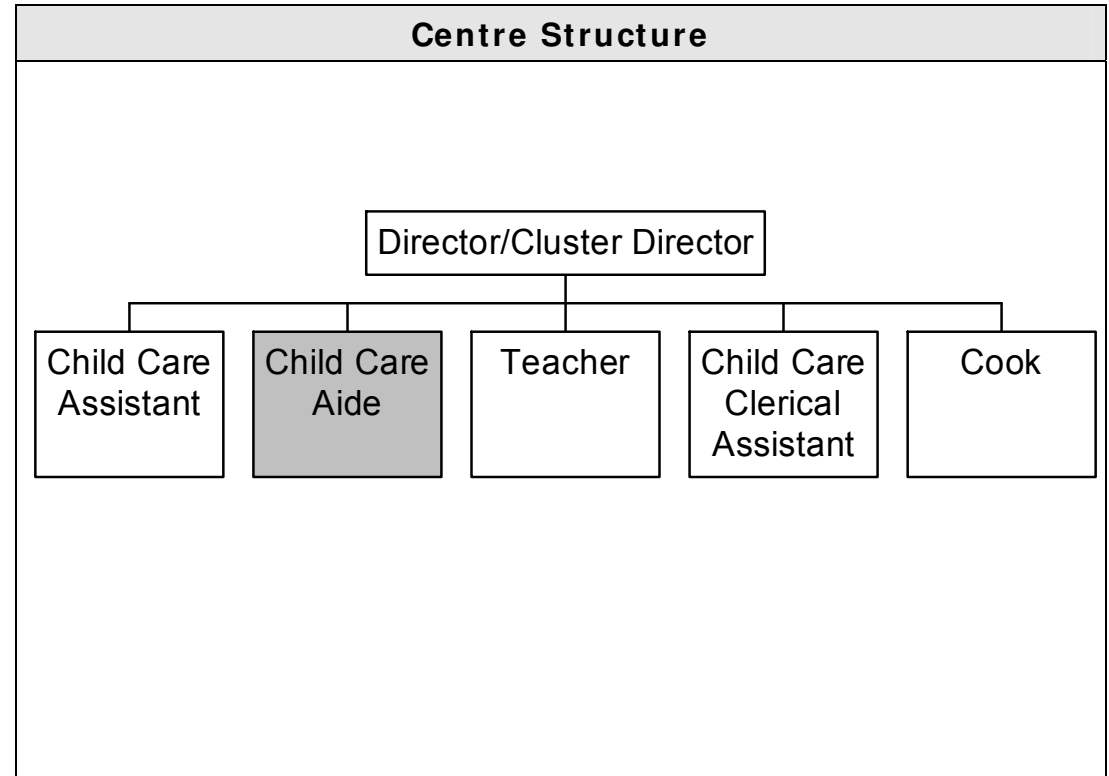 Centre Structure
Director/Cluster Director
Child Care
Assistant
Child Care
Aide
Teacher
Child Care
Clerical
Assistant
Cook